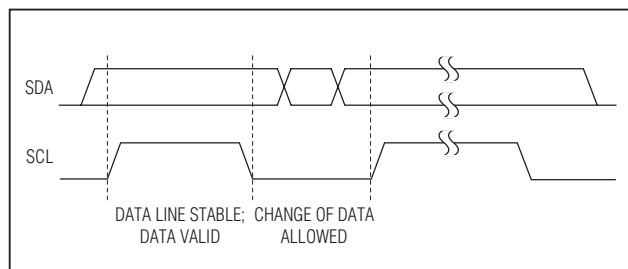 SDA
SCL
DATA LINE STABLE; CHANGE OF DATA
DATA VALID ALLOWED